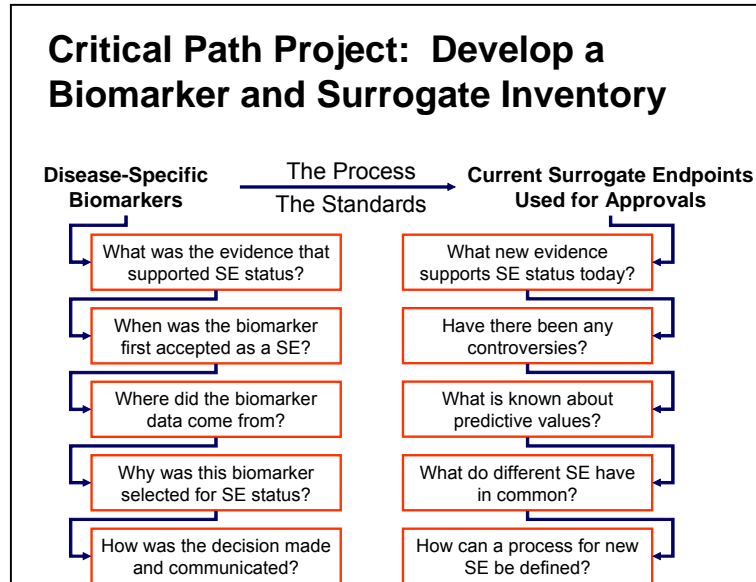 Critical Path Project: Develop a
Biomarker and Surrogate Inventory
Disease-Specific
Biomarkers
The Process
The Standards
Current Surrogate Endpoints
Used for Approvals
What was the evidence that
supported SE status?
When was the biomarker
first accepted as a SE?
Where did the biomarker
data come from?
Why was this biomarker
selected for SE status?
How was the decision made
and communicated?
What new evidence
supports SE status today?
Have there been any
controversies?
What is known about
predictive values?
What do different SE have
in common?
How can a process for new
SE be defined?